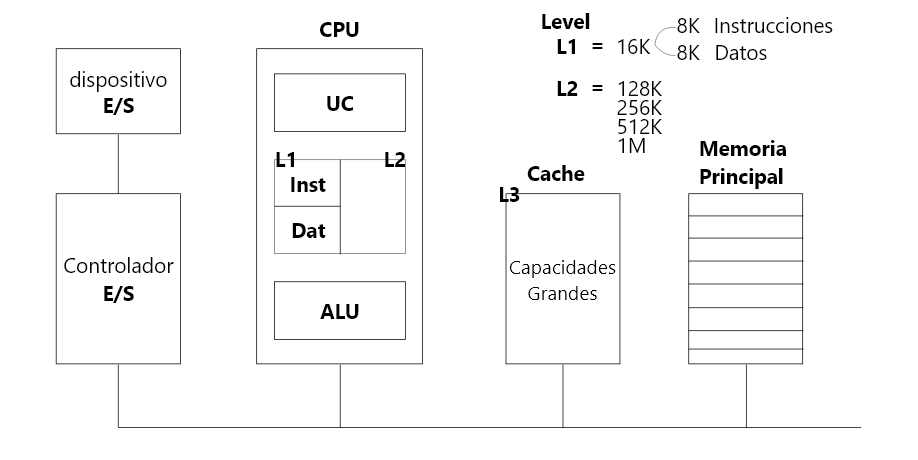 dispositivo
E/S
Controlador
E/S
CPU
UC
L1
L2
Inst
Dat
ALU
Level
L1 = 16K
8K Instrucciones
8K Datos
L2 = 128K
256K
512K
1M
Cache
L3
Capacidades
Grandes
Memoria
Principal